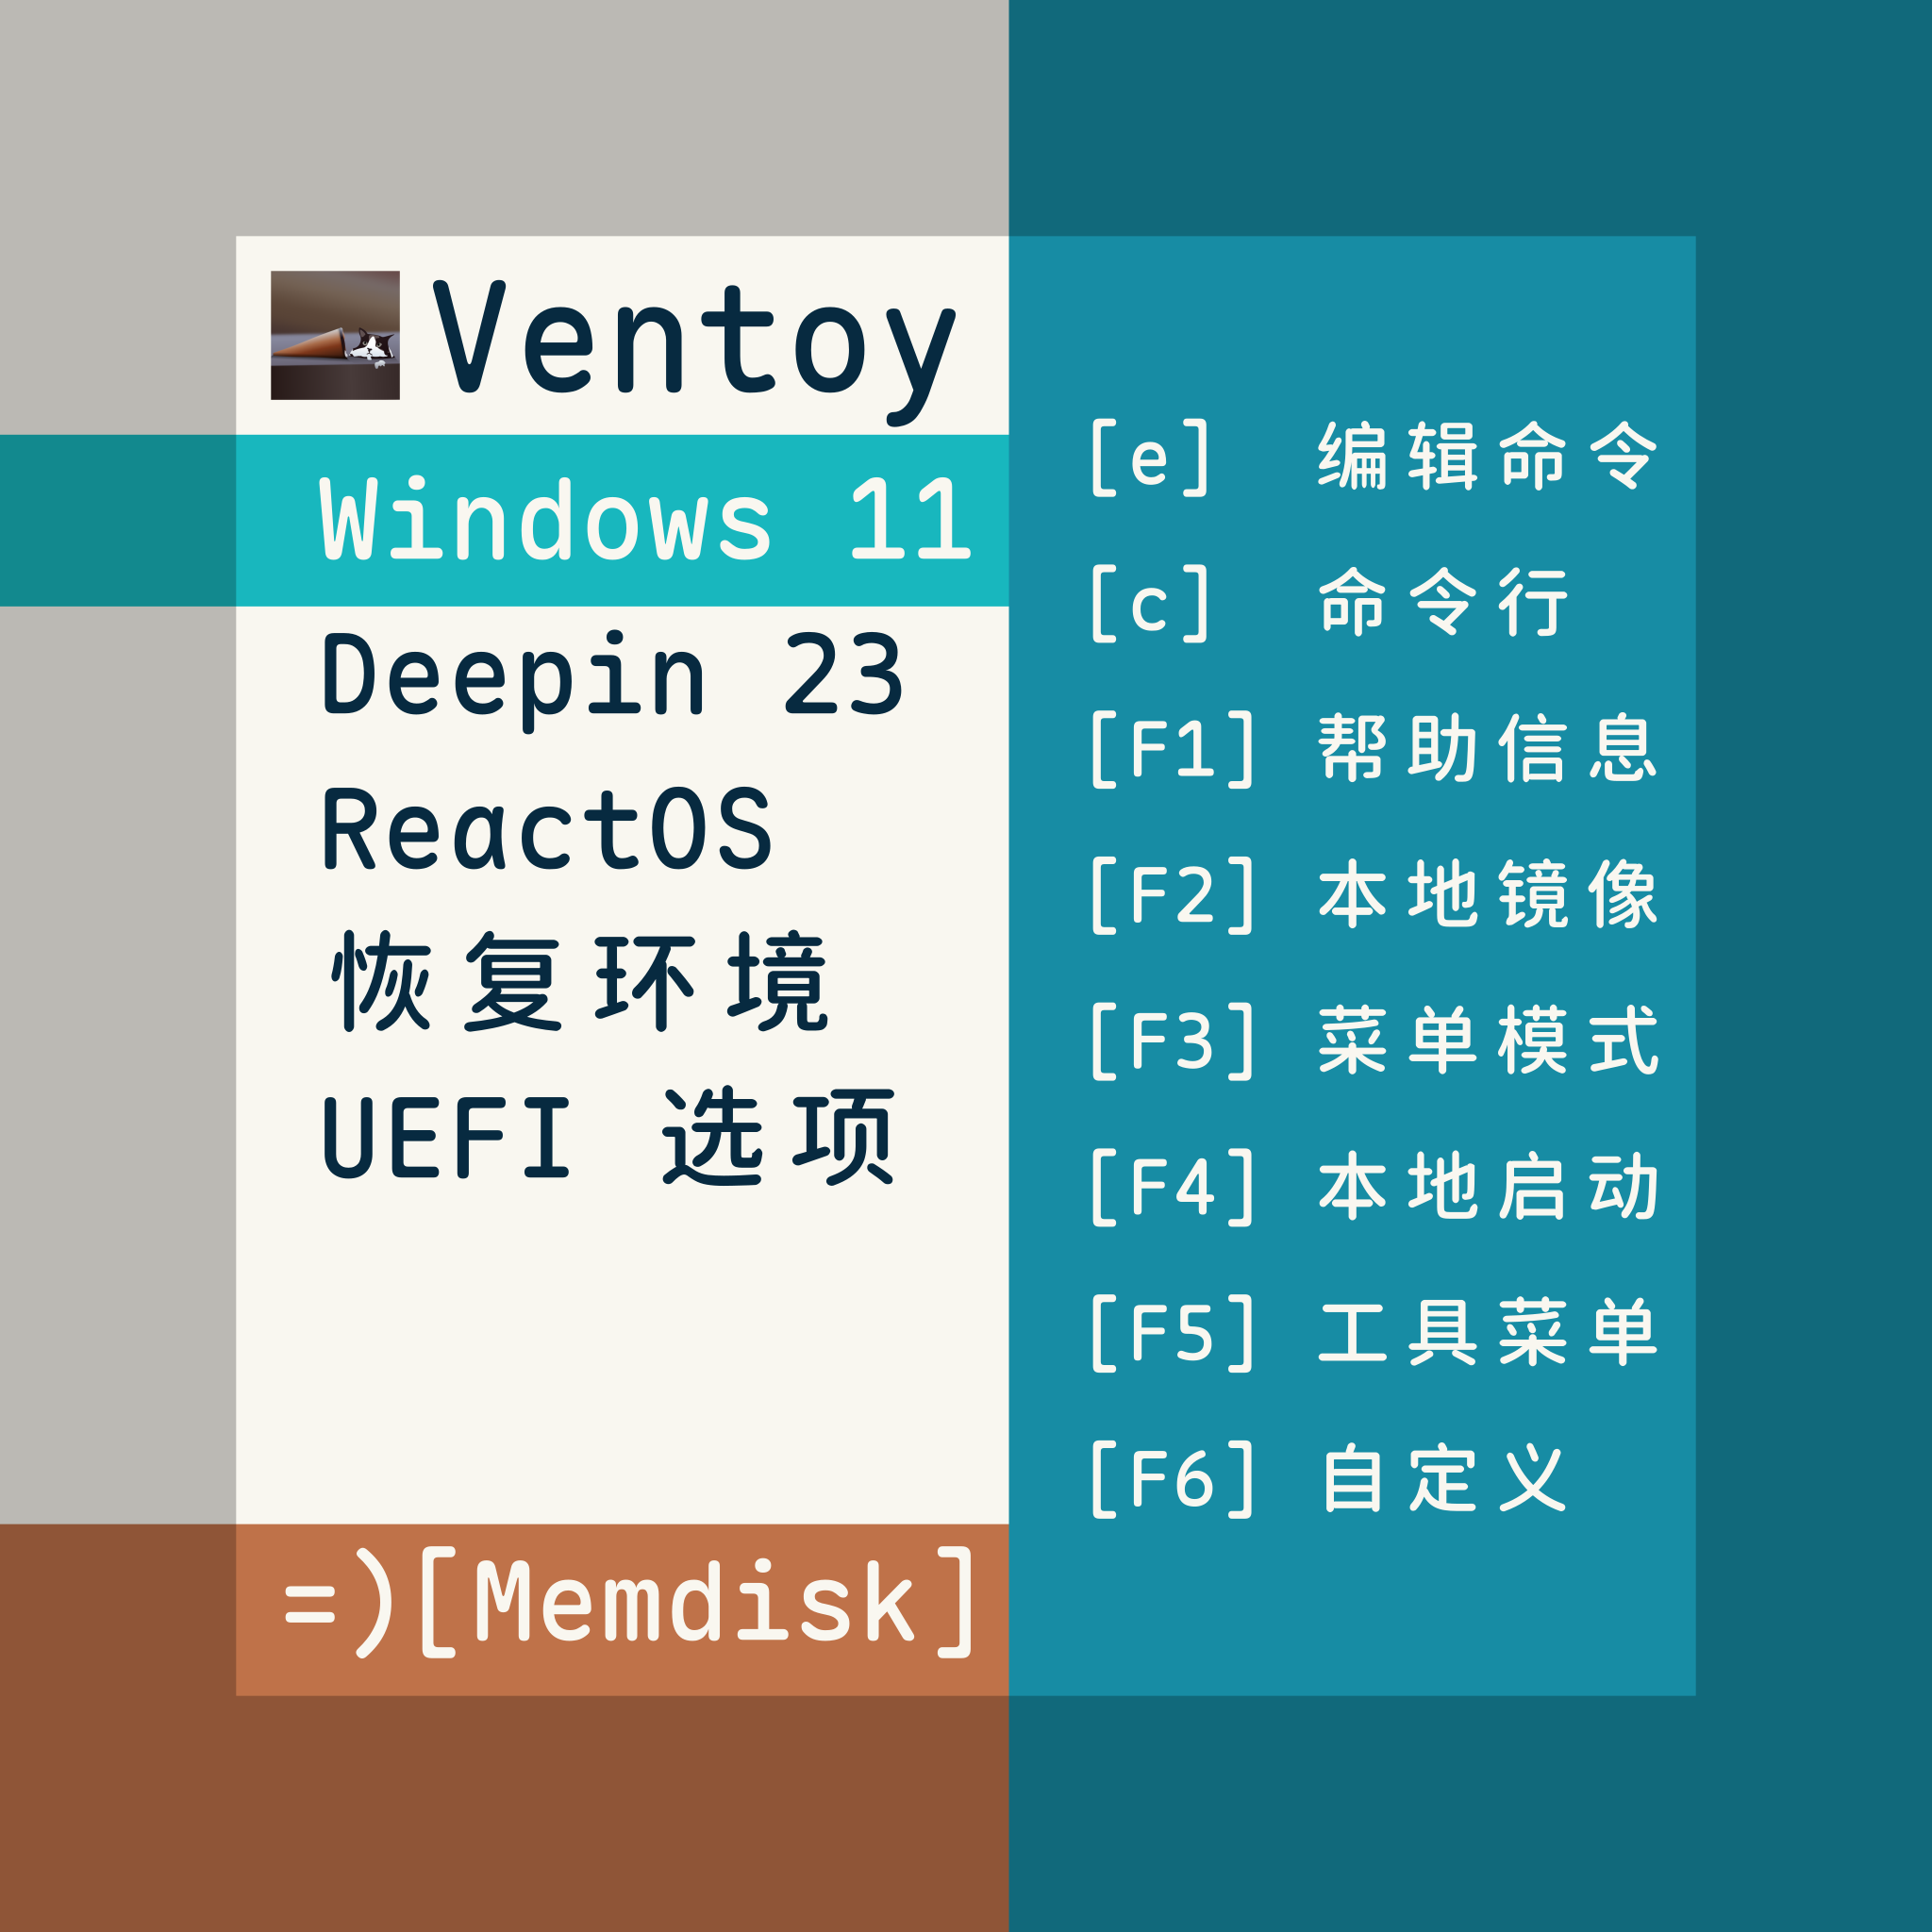 Ventoy
Windows 11
Deepin 23
ReactOS
恢复环境
UEFI 选项
=)[Memdisk]
[e] 编辑命令
[c] 命令行
[F1] 帮助信息
[F2] 本地镜像
[F3] 菜单模式
[F4] 本地启动
[F5] 工具菜单
[F6] 自定义